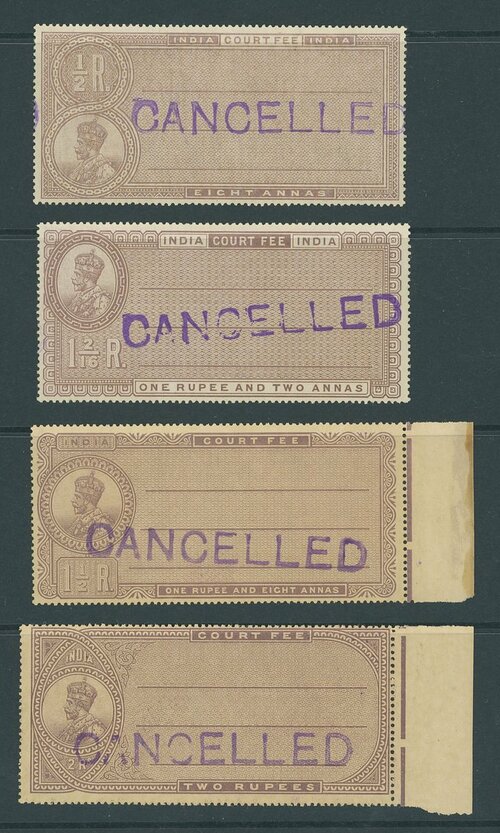 INDIA COURT FEE INDIA
½ R.
CANCELLED
EIGHT ANNAS
INDIA COURT FEE INDIA
CANCELLED
1 2/16 R.
ONE RUPEE AND TWO ANNAS
INDIA COURT FEE
CANCELLED
1 ½ R.
ONE RUPEE AND EIGHT ANNAS
COURT FEE
INDIA
CANCELLED
2 R
TWO RUPEES